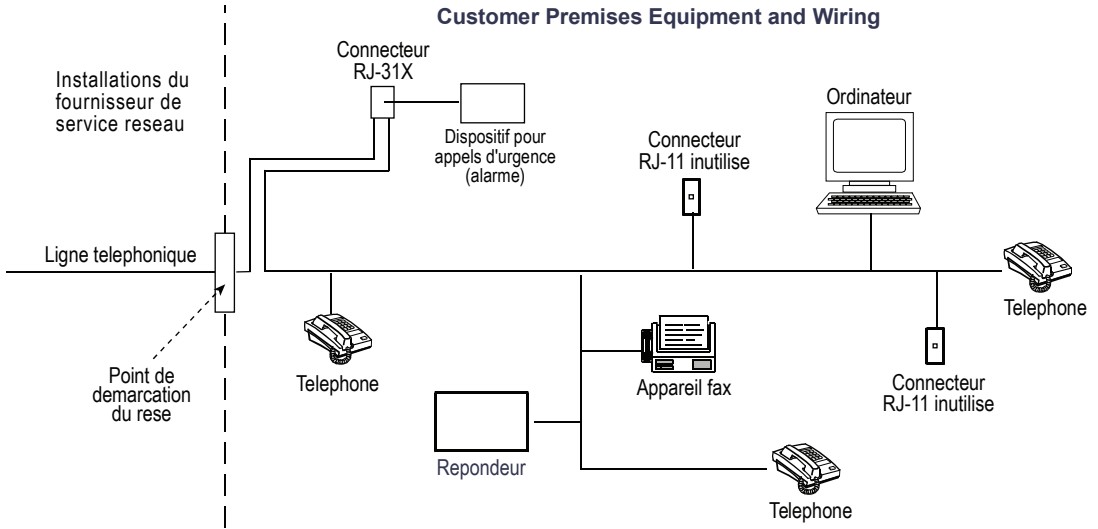 Customer Premises Equipment and Wiring
Installations du
fournisseur de
service reseau
Connecteur
RJ-31X
Dispositif pour
appels d'urgence
(alarme)
Connecteur
RJ-11 inutilise
Ordinateur
Ligne telephonique
Telephone
Point de
demarcation
du rese
Telephone
Appareil fax
Connecteur
RJ-11 inutilise
Repondeur
Telephone